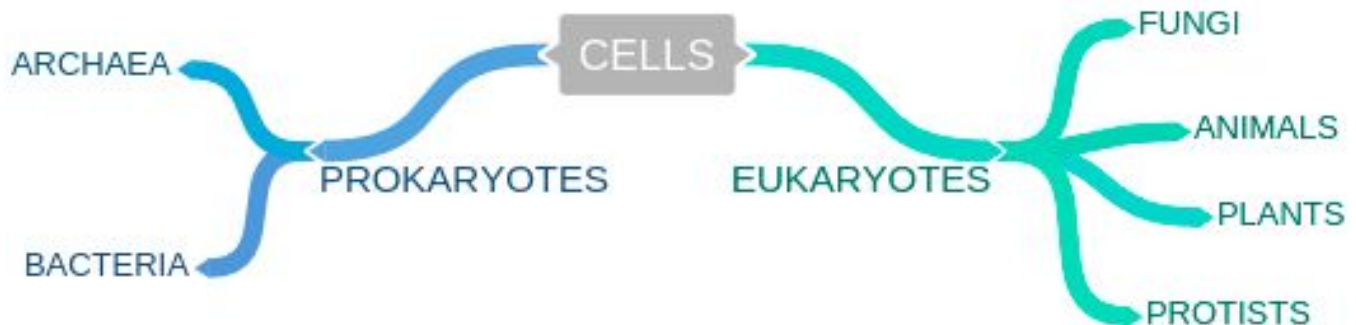 CELLS
PROKARYOTES
ARCHAEA
BACTERIA
EUKARYOTES
FUNGI
ANIMALS
PLANTS
PROTISTS